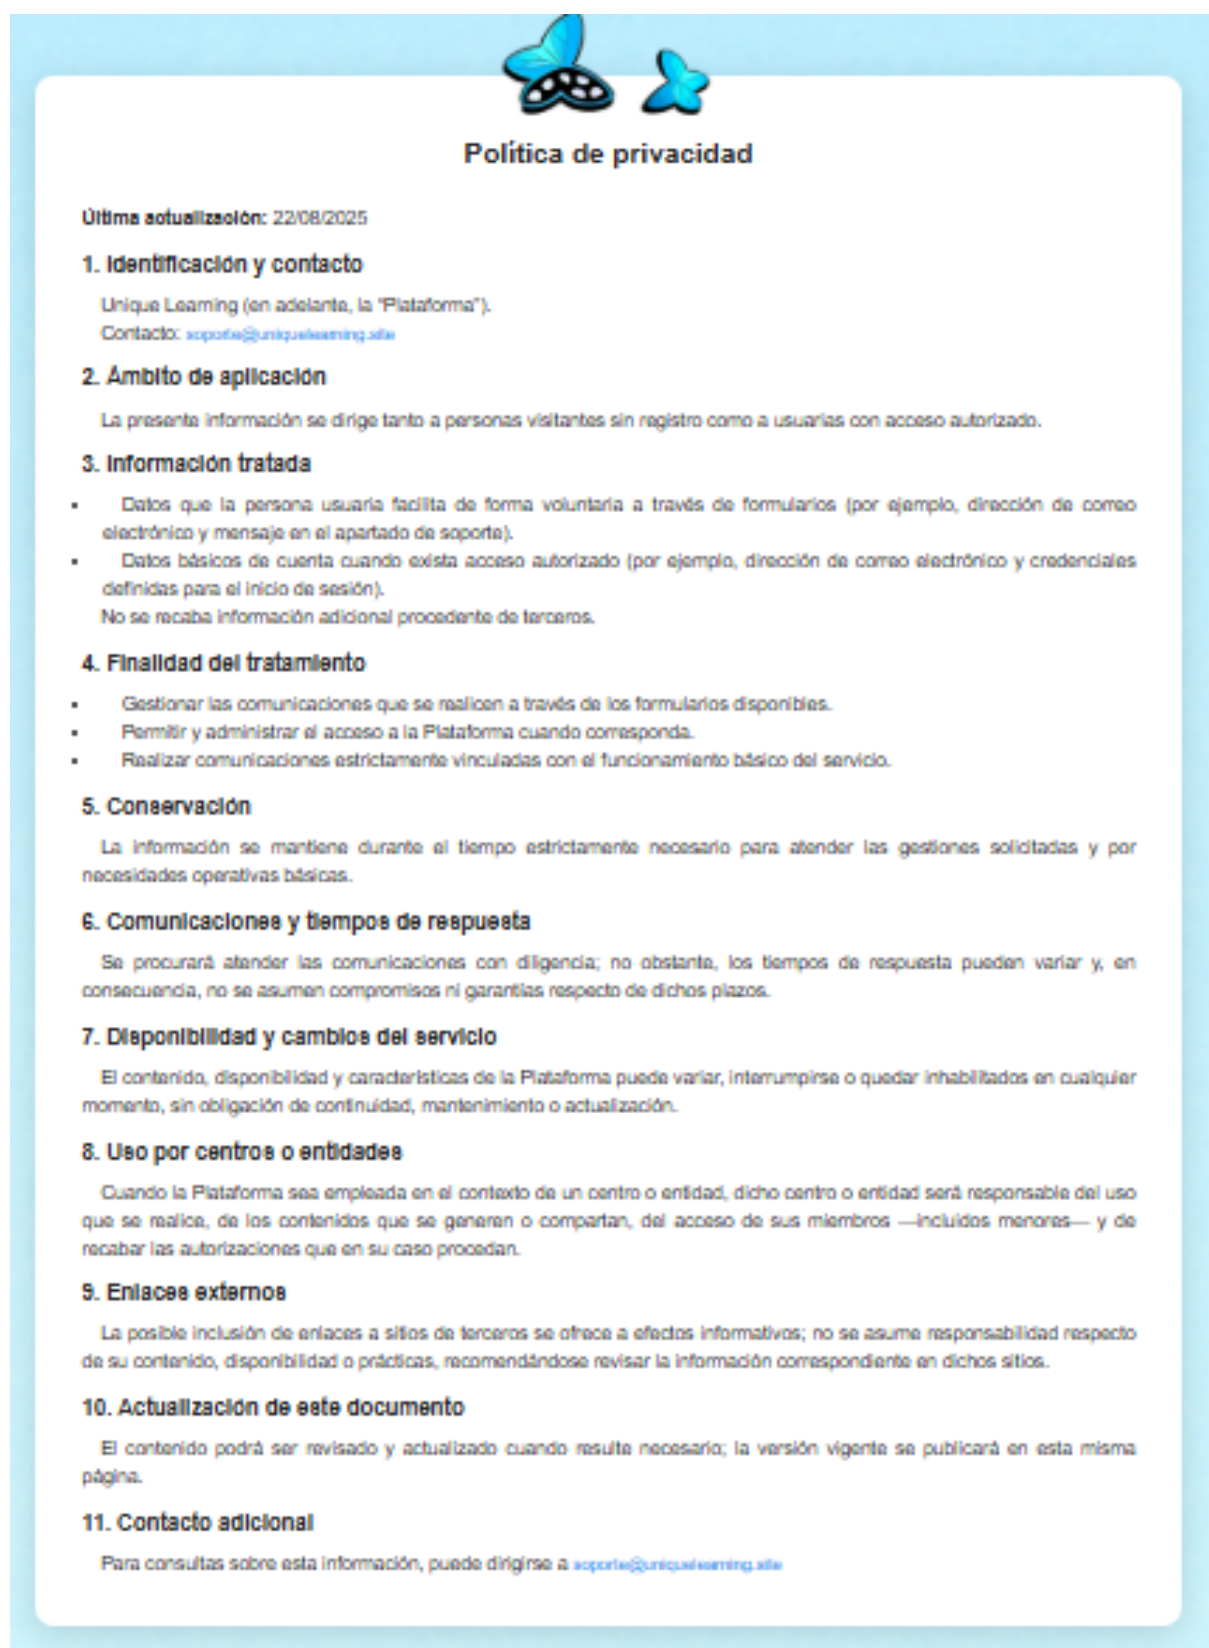 Política de privacidad
Última actualización: 22/08/2025
1. Identificación y contacto
Unique Learning (en adelante, la "Plataforma").
Contacto: soporte@uniquelearning.site
2. Ámbito de aplicación
La presente información se dirige tanto a personas visitantes sin registro como a usuarias con acceso autorizado.
3. Información tratada
▪ Datos que la persona usuaria facilita de forma voluntaria a través de formularios (por ejemplo, dirección de correo
electrónico y mensaje en el apartado de soporte).
▪ Datos básicos de cuenta cuando exista acceso autorizado (por ejemplo, dirección de correo electrónico y credenciales
definidas para el inicio de sesión).
No se recaba información adicional procedente de terceros.
4. Finalidad del tratamiento
▪ Gestionar las comunicaciones que se realicen a través de los formularios disponibles.
▪ Permitir y administrar el acceso a la Plataforma cuando corresponda.
▪ Realizar comunicaciones estrictamente vinculadas con el funcionamiento básico del servicio.
5. Conservación
La información se mantiene durante el tiempo estrictamente necesario para atender las gestiones solicitadas y por
necesidades operativas básicas.
6. Comunicaciones y tiempos de respuesta
Se procurará atender las comunicaciones con diligencia; no obstante, los tiempos de respuesta pueden variar y, en
consecuencia, no se asumen compromisos ni garantías respecto de dichos plazos.
7. Disponibilidad y cambios del servicio
El contenido, disponibilidad y características de la Plataforma puede variar, interrumpirse o quedar inhabilitados en cualquier
momento, sin obligación de continuidad, mantenimiento o actualización.
8. Uso por centros o entidades
Cuando la Plataforma sea empleada en el contexto de un centro o entidad, dicho centro o entidad será responsable del uso
que se realice, de los contenidos que se generen o compartan, del acceso de sus miembros —incluidos menores— y de
recabar las autorizaciones que en su caso procedan.
9. Enlaces externos
La posible inclusión de enlaces a sitios de terceros se ofrece a efectos informativos; no se asume responsabilidad respecto
de su contenido, disponibilidad o prácticas, recomendándose revisar la información correspondiente en dichos sitios.
10. Actualización de este documento
El contenido podrá ser revisado y actualizado cuando resulte necesario; la versión vigente se publicará en esta misma
página.
11. Contacto adicional
Para consultas sobre esta información, puede dirigirse a soporte@uniquelearning.site